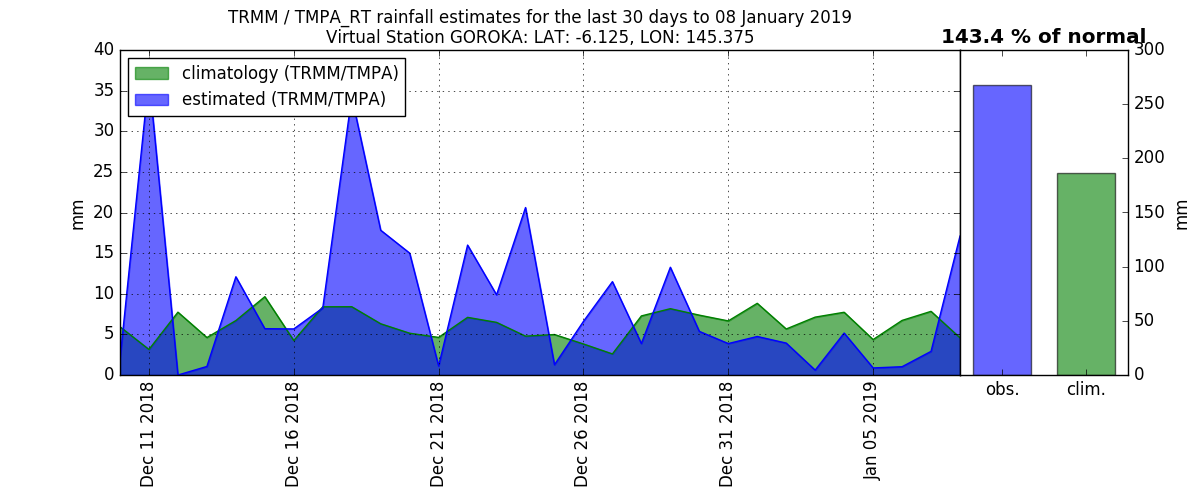 TRMM / TMPA_RT rainfall estimates for the last 30 days to 08 January 2019
Virtual Station GOROKA: LAT: -6.125, LON: 145.375
143.4 % of normal
climatology (TRMM/TMPA)
estimated (TRMM/TMPA)
mm
40
35
30
25
20
15
10
5
0
Dec 11 2018
Dec 16 2018
Dec 21 2018
Dec 26 2018
Dec 31 2018
Jan 05 2019
obs.
clim.
300
250
200
150
100
50
0
mm